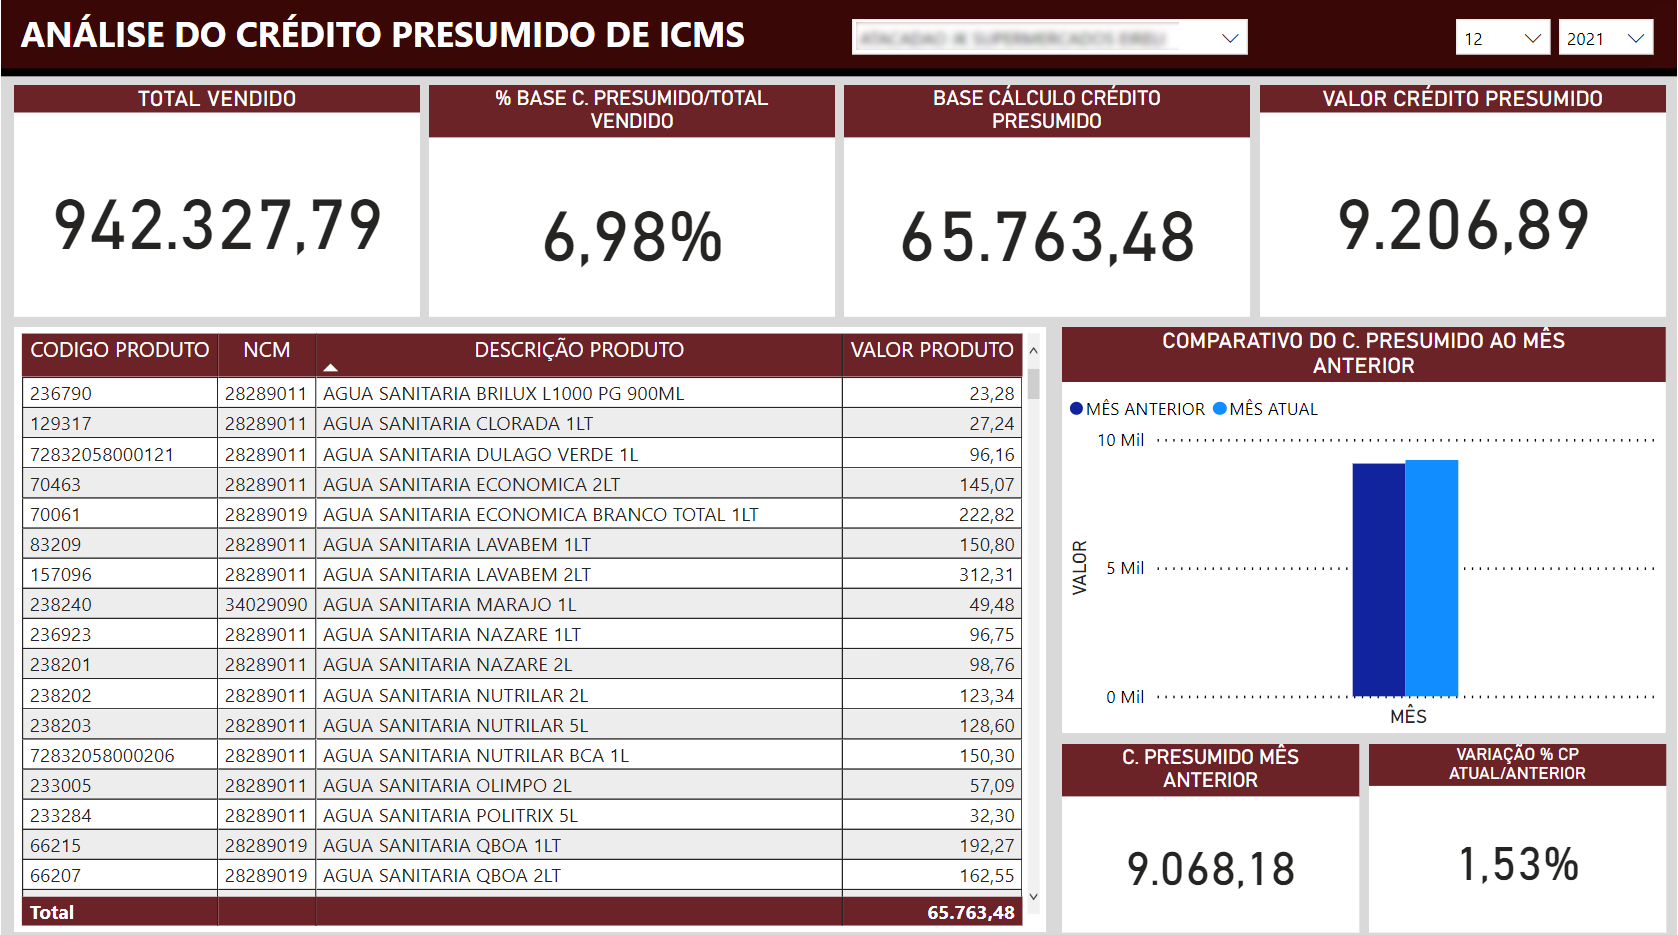 ANÁLISE DO CRÉDITO PRESUMIDO DE ICMS
12
2021
TOTAL VENDIDO
942.327,79
% BASE C. PRESUMIDO/TOTAL
VENDIDO
6,98%
BASE CÁLCULO CRÉDITO
PRESUMIDO
65.763,48
VALOR CRÉDITO PRESUMIDO
9.206,89
CODIGO PRODUTO NCM DESCRIÇÃO PRODUTO VALOR PRODUTO
236790 28289011 AGUA SANITARIA BRILUX L1000 PG 900ML 23,28
129317 28289011 AGUA SANITARIA CLORADA 1LT 27,24
72832058000121 28289011 AGUA SANITARIA DULAGO VERDE 1L 96,16
70463 28289011 AGUA SANITARIA ECONOMICA 2LT 145,07
70061 28289019 AGUA SANITARIA ECONOMICA BRANCO TOTAL 1LT 222,82
83209 28289011 AGUA SANITARIA LAVABEM 1LT 150,80
157096 28289011 AGUA SANITARIA LAVABEM 2LT 312,31
238240 34029090 AGUA SANITARIA MARAJO 1L 49,48
236923 28289011 AGUA SANITARIA NAZARE 1LT 96,75
238201 28289011 AGUA SANITARIA NAZARE 2L 98,76
238202 28289011 AGUA SANITARIA NUTRILAR 2L 123,34
238203 28289011 AGUA SANITARIA NUTRILAR 5L 128,60
72832058000206 28289011 AGUA SANITARIA NUTRILAR BCA 1L 150,30
233005 28289011 AGUA SANITARIA OLIMPO 2L 57,09
233284 28289011 AGUA SANITARIA POLITRIX 5L 32,30
66215 28289019 AGUA SANITARIA QBOA 1LT 192,27
66207 28289019 AGUA SANITARIA QBOA 2LT 162,55
Total 65.763,48
COMPARATIVO DO C. PRESUMIDO AO MÊS
ANTERIOR
MÊS ANTERIOR MÊS ATUAL
10 Mil
5 Mil
0 Mil
VALOR
MÊS
C. PRESUMIDO MÊS
ANTERIOR
9.068,18
VARIAÇÃO % CP
ATUAL/ANTERIOR
1,53%